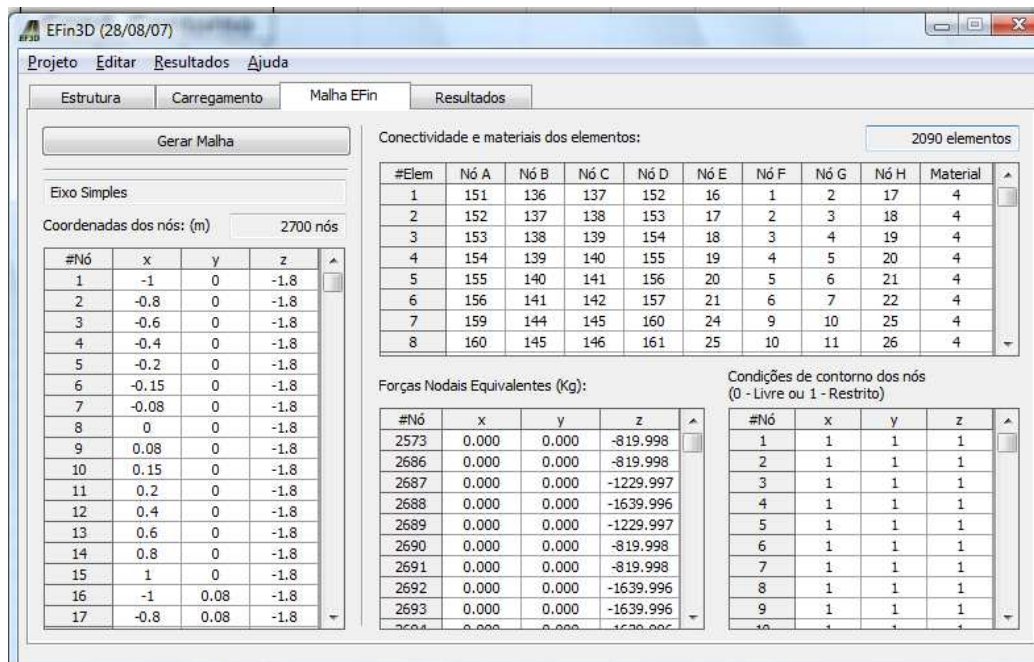 EFin3D (28/08/07)
Projeto Editar Resultados Ajuda
Estrutura Carregamento Malha EFin Resultados
Gerar Malha
Eixo Simples
Coordenadas dos nós: (m) 2700 nós
#Nó x y z
1 -1 0 -1.8
2 -0.8 0 -1.8
3 -0.6 0 -1.8
4 -0.4 0 -1.8
5 -0.2 0 -1.8
6 -0.15 0 -1.8
7 -0.08 0 -1.8
8 0 0 -1.8
9 0.08 0 -1.8
10 0.15 0 -1.8
11 0.2 0 -1.8
12 0.4 0 -1.8
13 0.6 0 -1.8
14 0.8 0 -1.8
15 1 0 -1.8
16 -1 0.08 -1.8
17 -0.8 0.08 -1.8
Conectividade e materiais dos elementos: 2090 elementos
#Elem Nó A Nó B Nó C Nó D Nó E Nó F Nó G Nó H Material
1 151 136 137 152 16 1 2 17 4
2 152 137 138 153 17 2 3 18 4
3 153 138 139 154 18 3 4 19 4
4 154 139 140 155 19 4 5 20 4
5 155 140 141 156 20 5 6 21 4
6 156 141 142 157 21 6 7 22 4
7 159 144 145 160 24 9 10 25 4
8 160 145 146 161 25 10 11 26 4
Forças Nodais Equivalentes (Kg):
#Nó x y z
2573 0.000 0.000 -819.998
2686 0.000 0.000 -819.998
2687 0.000 0.000 -1229.997
2688 0.000 0.000 -1639.996
2689 0.000 0.000 -1229.997
2690 0.000 0.000 -819.998
2691 0.000 0.000 -819.998
2692 0.000 0.000 -1639.996
2693 0.000 0.000 -1639.996
Condições de contorno dos nós
(0 - Livre ou 1 - Restrito)
#Nó x y z
1 1 1 1
2 1 1 1
3 1 1 1
4 1 1 1
5 1 1 1
6 1 1 1
7 1 1 1
8 1 1 1
9 1 1 1